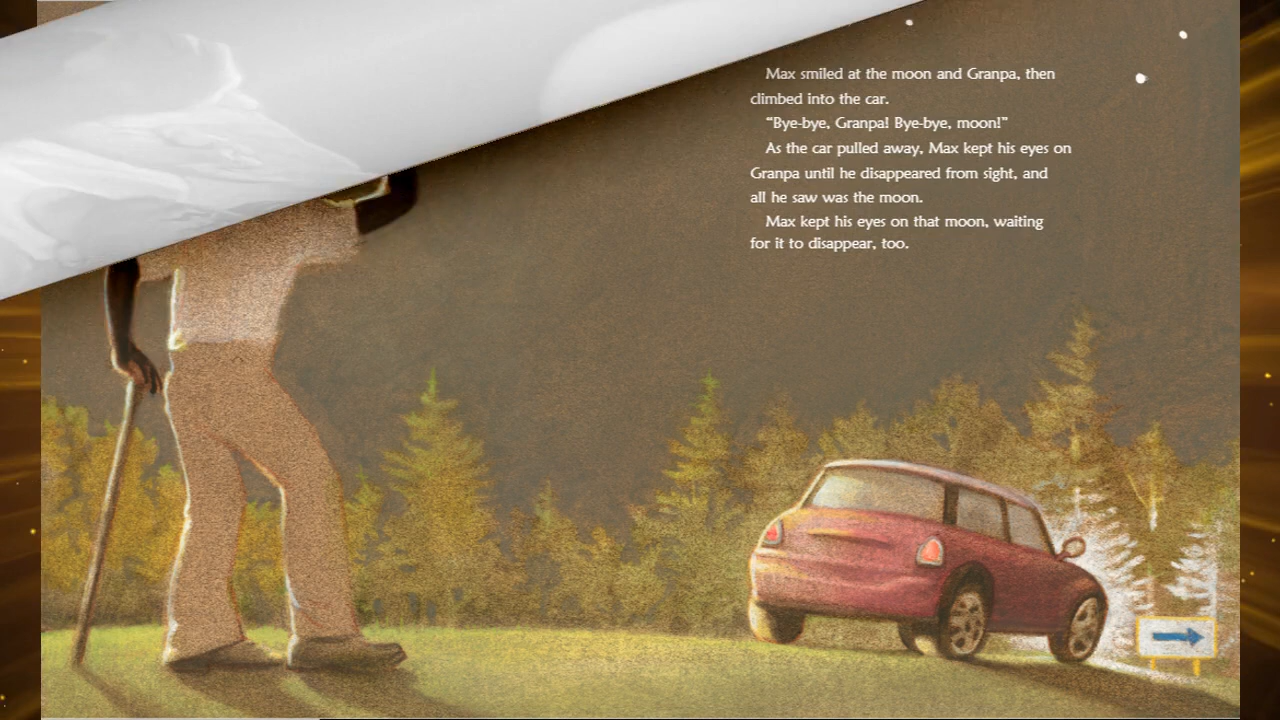 Max smiled at the moon and Granpa, then
climbed into the car.
“Bye-bye, Granpa! Bye-bye, moon!”
As the car pulled away, Max kept his eyes on
Granpa until he disappeared from sight, and
all he saw was the moon.
Max kept his eyes on that moon, waiting
for it to disappear, too.